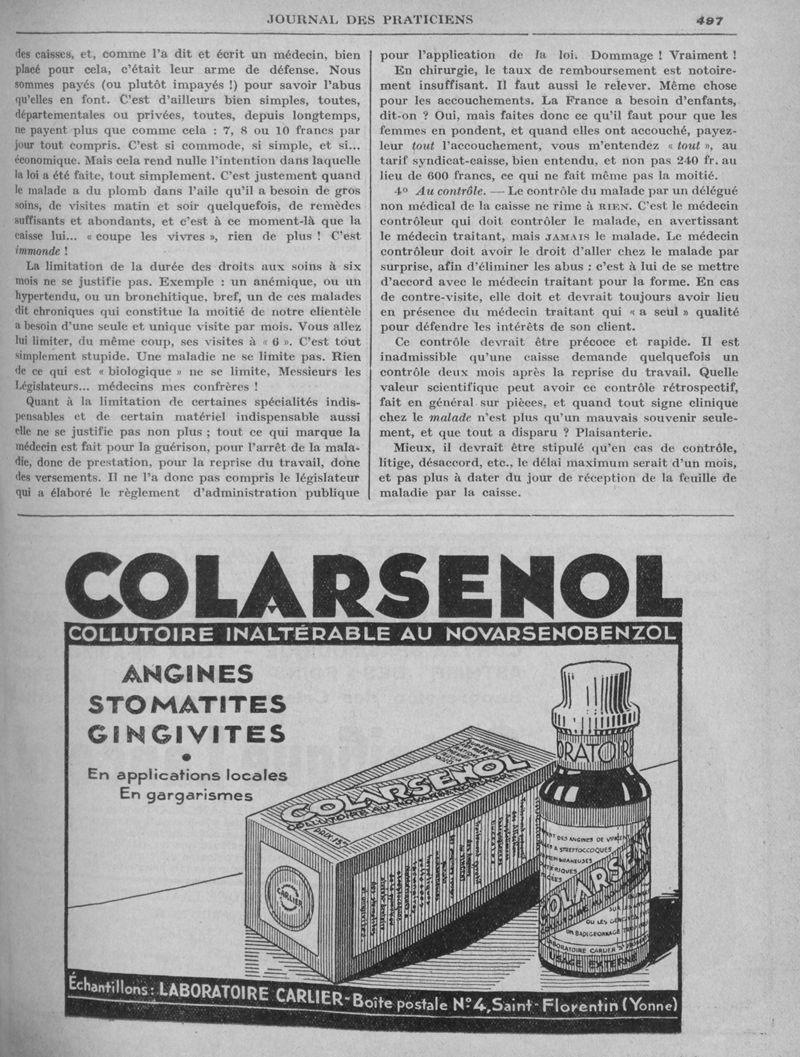 JOURNAL DES PRATICIENS 497
des caisses, et, comme l'a dit et écrit un médecin, bien
placé pour cela, c'était leur arme de défense. Nous
sommes payés (ou plutôt impayés !) pour savoir l'abus
qu'elles en font. C'est d'ailleurs bien simples, toutes,
départementales ou privées, toutes, depuis longtemps,
ne payent plus que comme cela : 7, 8 ou 10 francs par
jour tout compris. C'est si commode, si simple, et si...
économique. Mais cela rend nulle l'intention dans laquelle
la loi a été faite, tout simplement. C'est justement quand
le malade a du plomb dans l'aile qu'il a besoin de gros
soins, de visites matin et soir quelquefois, de remèdes
suffisants et abondants, et c'est à ce moment-là que la
caisse lui... « coupe les vivres », rien de plus ! C'est
immonde !
La limitation de la durée des droits aux soins à six
mois ne se justifie pas. Exemple : un anémique, ou un
hypertendu, ou un bronchitique, bref, un de ces malades
dit chroniques qui constitue la moitié de notre clientèle
a besoin d'une seule et unique visite par mois. Vous allez
lui limiter, du même coup, ses visites à « 6 ». C'est tout
simplement stupide. Une maladie ne se limite pas. Rien
de ce qui est « biologique » ne se limite, Messieurs les
Législateurs... médecins mes confrères !
Quant à la limitation de certaines spécialités indis-
pensables et de certain matériel indispensable aussi
elle ne se justifie pas non plus ; tout ce qui marque la
médecin est fait pour la guérison, pour l'arrêt de la mala-
die, donc de prestation, pour la reprise du travail, donc
des versements. Il ne l'a donc pas compris le législateur
qui a élaboré le règlement d'administration publique
pour l'application de la loi. Dommage ! Vraiment !
En chirurgie, le taux de remboursement est notoire-
ment insuffisant. Il faut aussi le relever. Même chose
pour les accouchements. La France a besoin d'enfants,
dit-on ? Oui, mais faites donc ce qu'il faut pour que les
femmes en pondent, et quand elles ont accouché, payez-
leur tout l'accouchement, vous m'entendez « tout », au
tarif syndicat-caisse, bien entendu, et non pas 240 fr. au
lieu de 600 francs, ce qui ne fait même pas la moitié.
4º Au contrôle. — Le contrôle du malade par un délégué
non médical de la caisse ne rime à RIEN. C'est le médecin
contrôleur qui doit contrôler le malade, en avertissant
le médecin traitant, mais JAMAIS le malade. Le médecin
contrôleur doit avoir le droit d'aller chez le malade par
surprise, afin d'éliminer les abus : c'est à lui de se mettre
d'accord avec le médecin traitant pour la forme. En cas
de contre-visite, elle doit et devrait toujours avoir lieu
en présence du médecin traitant qui « a seul » qualité
pour défendre les intérêts de son client.
Ce contrôle devrait être précoce et rapide. Il est
inadmissible qu'une caisse demande quelquefois un
contrôle deux mois après la reprise du travail. Quelle
valeur scientifique peut avoir ce contrôle rétrospectif,
fait en général sur pièces, et quand tout signe clinique
chez le malade n'est plus qu'un mauvais souvenir seule-
ment, et que tout a disparu ? Plaisanterie.
Mieux, il devrait être stipulé qu'en cas de contrôle,
litige, désaccord, etc., le délai maximum serait d'un mois,
et pas plus à dater du jour de réception de la feuille de
maladie par la caisse.
COLARSENOL
COLLUTOIRE INALTÉRABLE AU NOVARSENOBENZOL
ANGINES
STOMATITES
GINGIVITES
En applications locales
En gargarismes
COLARSENOL
COLLUTOIRE AU NOVARSENOBENZOL
CARLIER
ORATOIR
DES ANGINES DE
A STREPTOCOQUES
COLARSENOL
OU LES
UN BADIGEONNAGE
LABORATOIRE CARLIER
USAGE EXTERNE
Échantillons : LABORATOIRE CARLIER - Boîte postale Nº 4, Saint-Florentin (Yonne)